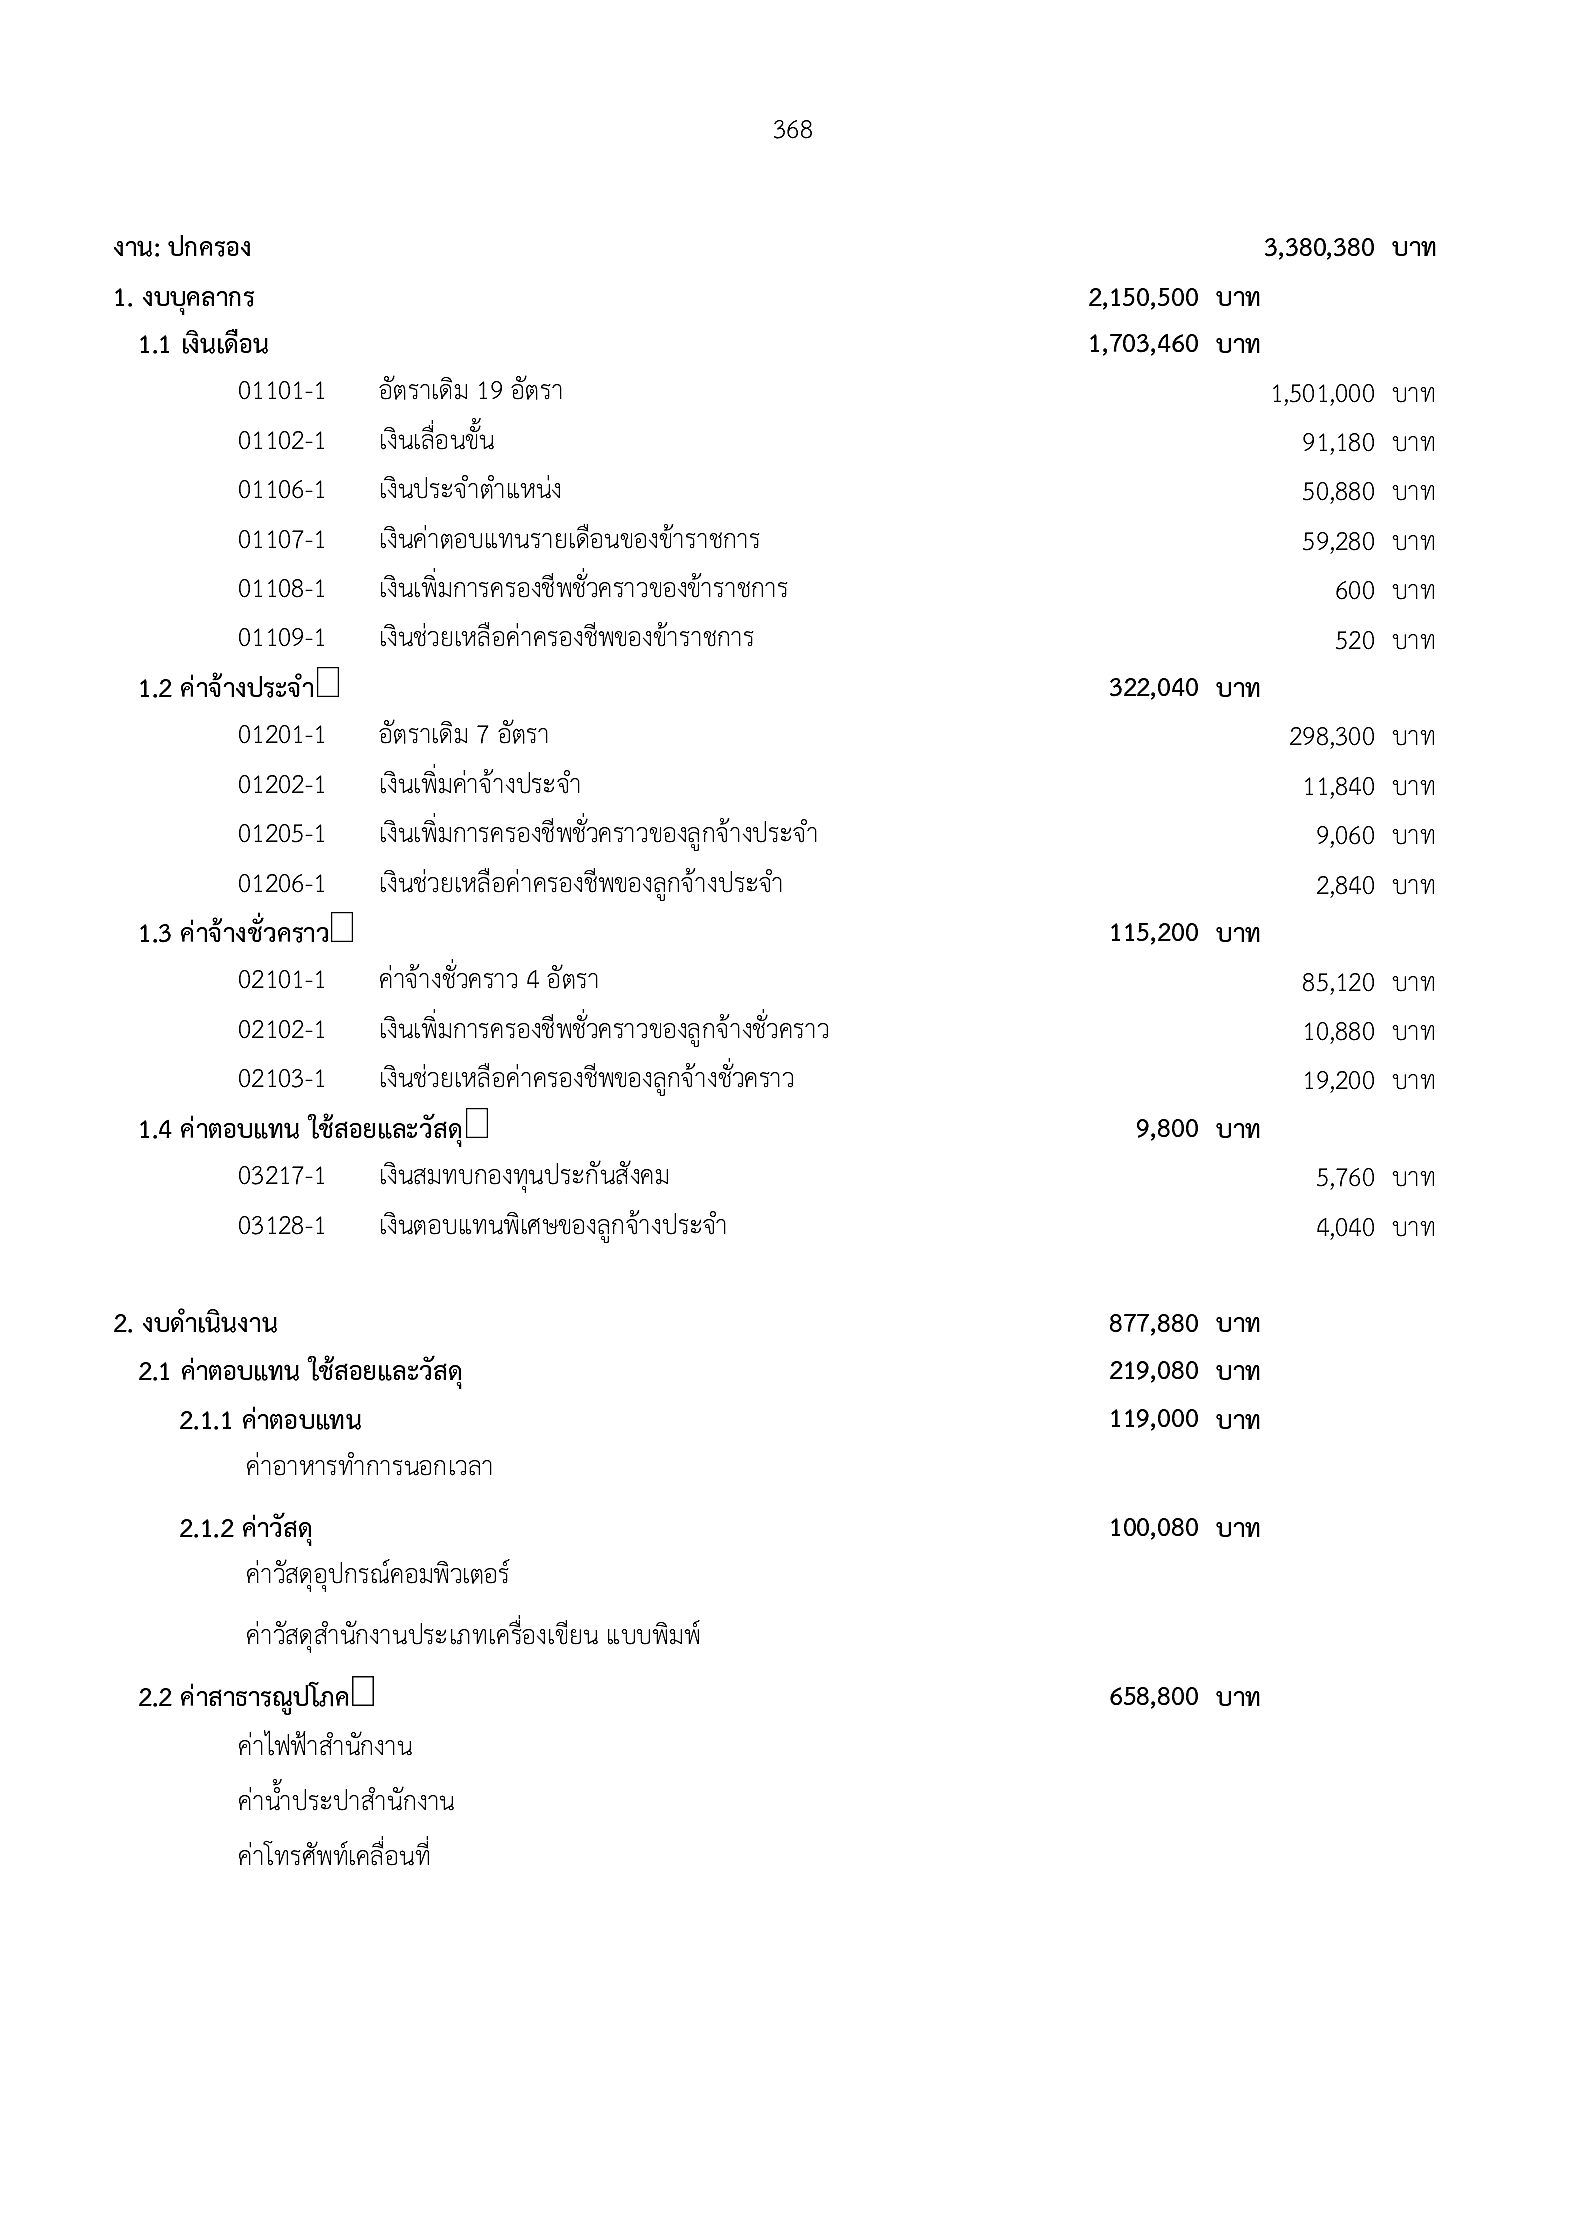 368
งาน: ปกครอง 3,380,380 บาท
1. งบบุคลากร 2,150,500 บาท
1.1 เงินเดือน 1,703,460 บาท
01101-1 อัตราเดิม 19 อัตรา 1,501,000 บาท
01102-1 เงินเลื่อนขั้น 91,180 บาท
01106-1 เงินประจำตำแหน่ง 50,880 บาท
01107-1 เงินค่าตอบแทนรายเดือนของข้าราชการ 59,280 บาท
01108-1 เงินเพิ่มการครองชีพชั่วคราวของข้าราชการ 600 บาท
01109-1 เงินช่วยเหลือค่าครองชีพของข้าราชการ 520 บาท
1.2 ค่าจ้างประจำ 322,040 บาท
01201-1 อัตราเดิม 7 อัตรา 298,300 บาท
01202-1 เงินเพิ่มค่าจ้างประจำ 11,840 บาท
01205-1 เงินเพิ่มการครองชีพชั่วคราวของลูกจ้างประจำ 9,060 บาท
01206-1 เงินช่วยเหลือค่าครองชีพของลูกจ้างประจำ 2,840 บาท
1.3 ค่าจ้างชั่วคราว 115,200 บาท
02101-1 ค่าจ้างชั่วคราว 4 อัตรา 85,120 บาท
02102-1 เงินเพิ่มการครองชีพชั่วคราวของลูกจ้างชั่วคราว 10,880 บาท
02103-1 เงินช่วยเหลือค่าครองชีพของลูกจ้างชั่วคราว 19,200 บาท
1.4 ค่าตอบแทน ใช้สอยและวัสดุ 9,800 บาท
03217-1 เงินสมทบกองทุนประกันสังคม 5,760 บาท
03128-1 เงินตอบแทนพิเศษของลูกจ้างประจำ 4,040 บาท
2. งบดำเนินงาน 877,880 บาท
2.1 ค่าตอบแทน ใช้สอยและวัสดุ 219,080 บาท
2.1.1 ค่าตอบแทน 119,000 บาท
ค่าอาหารทำการนอกเวลา
2.1.2 ค่าวัสดุ 100,080 บาท
ค่าวัสดุอุปกรณ์คอมพิวเตอร์
ค่าวัสดุสำนักงานประเภทเครื่องเขียน แบบพิมพ์
2.2 ค่าสาธารณูปโภค 658,800 บาท
ค่าไฟฟ้าสำนักงาน
ค่าน้ำประปาสำนักงาน
ค่าโทรศัพท์เคลื่อนที่